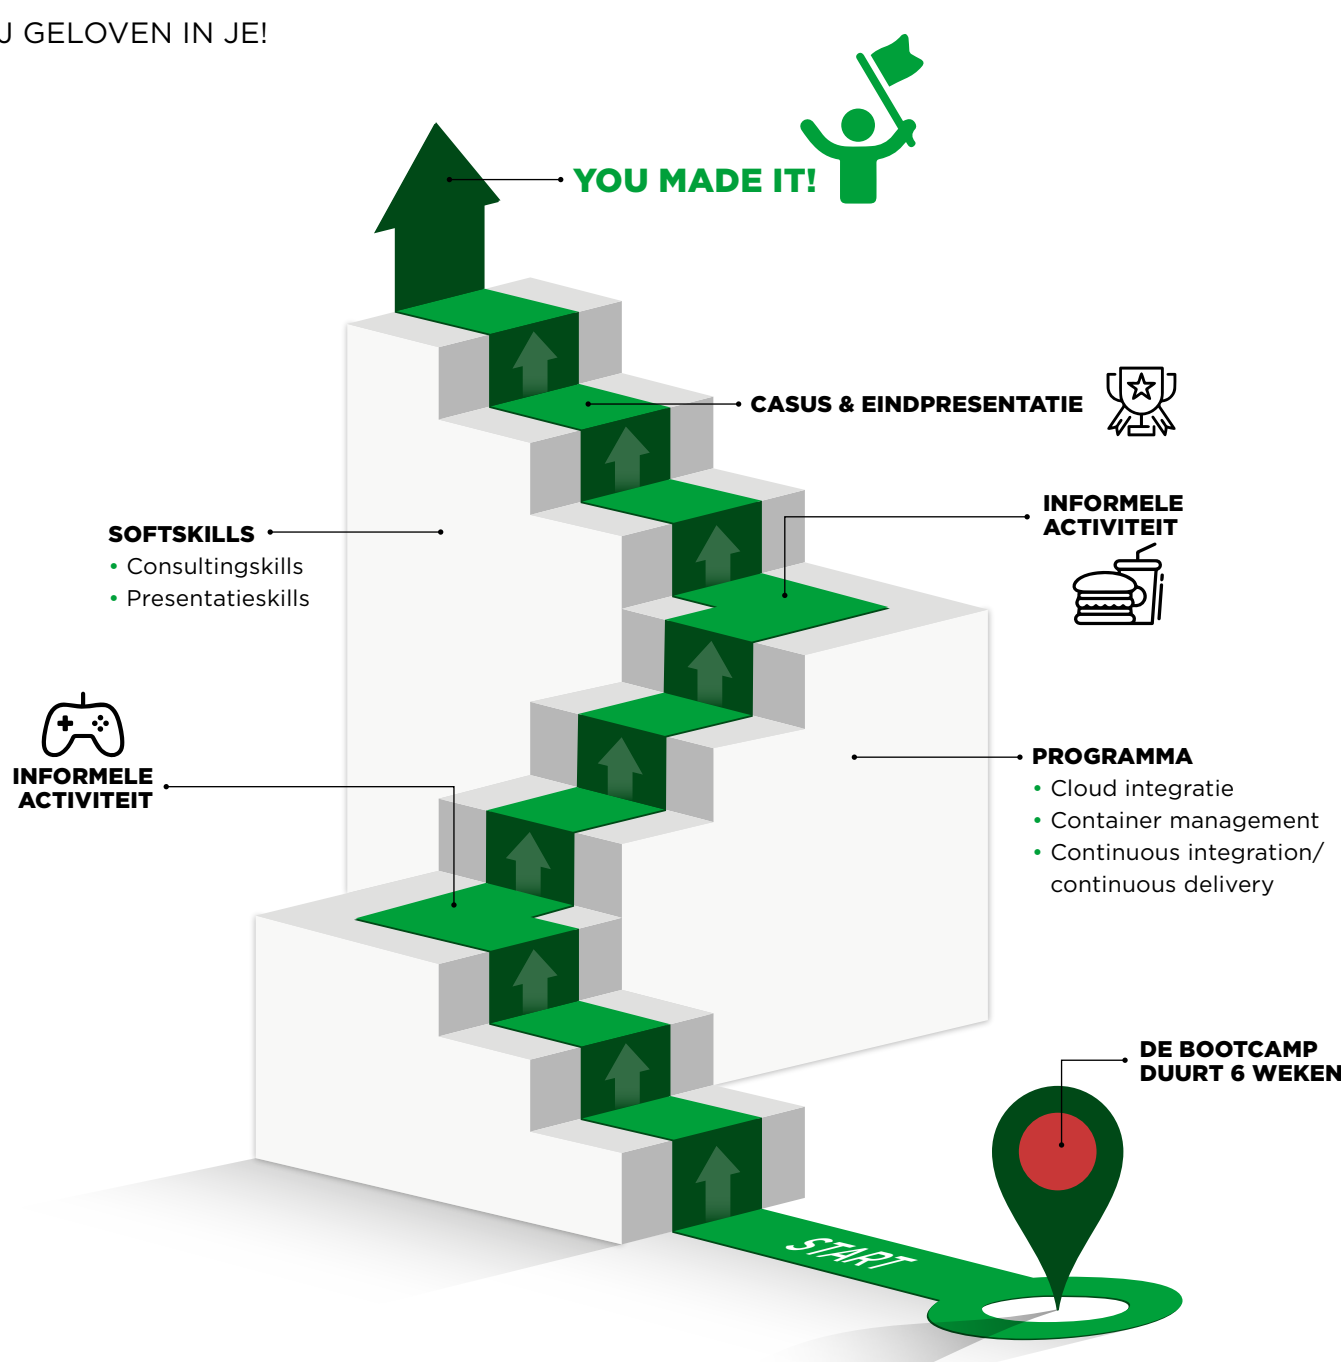 J GELOVEN IN JE!
YOU MADE IT!
CASUS & EINDPRESENTATIE
INFORMELE
ACTIVITEIT
SOFTSKILLS
• Consultingskills
• Presentatieskills
INFORMELE
ACTIVITEIT
PROGRAMMA
• Cloud integratie
• Container management
• Continuous integration/
continuous delivery
DE BOOTCAMP
DUURT 6 WEKEN
START